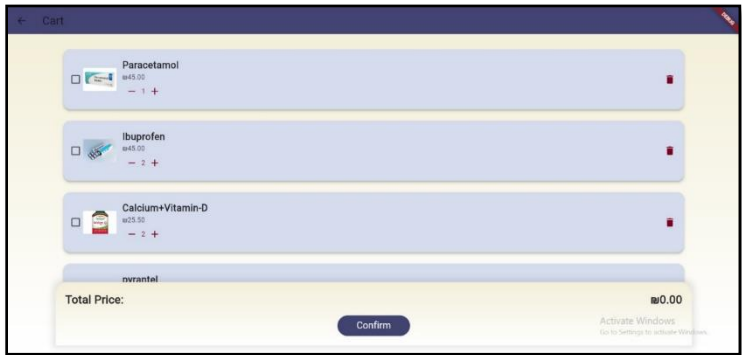 ← Cart
DEBUG
Paracetamol
₪45.00
− 1 +
Ibuprofen
₪45.00
− 2 +
Calcium+Vitamin-D
₪25.50
− 2 +
pyrantel
Total Price: ₪0.00
Confirm
Activate Windows
Go to Settings to activate Windows.